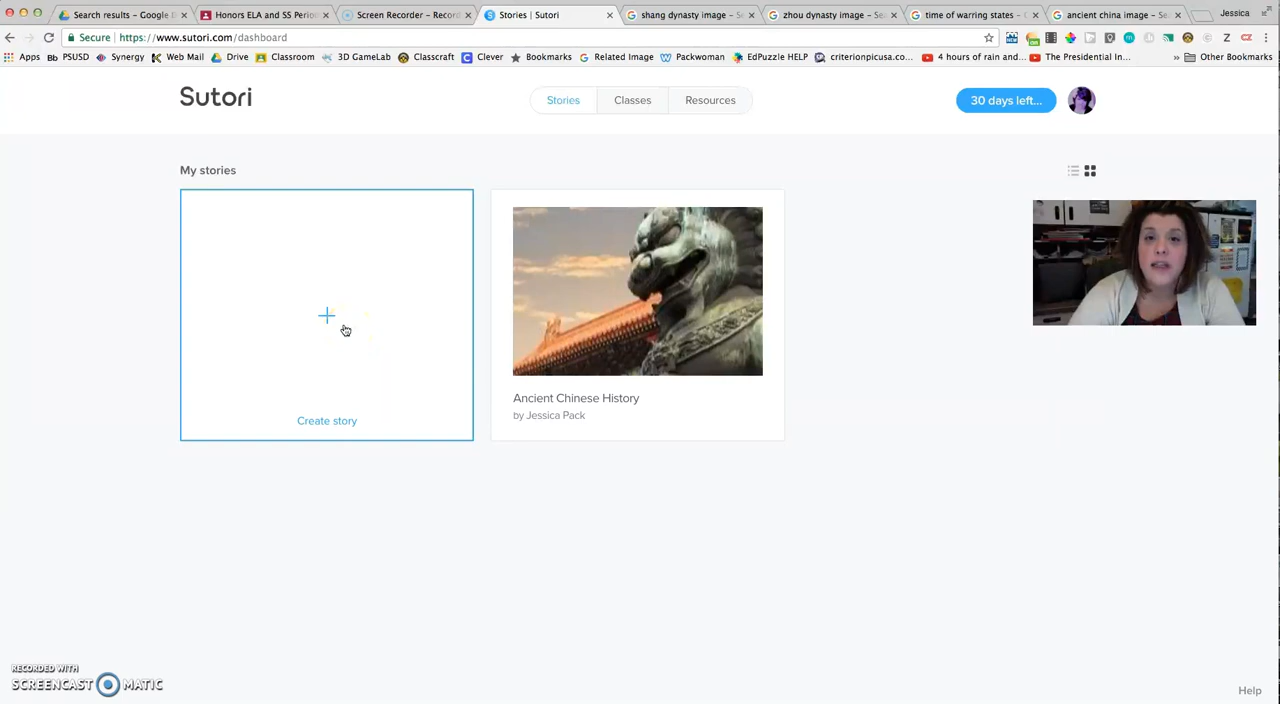 Search results - Google
Honors ELA and SS Perio
Screen Recorder - Record
Stories | Sutori
shang dynasty image - Se
zhou dynasty image - Sea
time of warring states - G
ancient china image - Sea
Jessica
Secure
https://www.sutori.com/dashboard
Apps
PSUSD
Synergy
Web Mail
Drive
Classroom
3D GameLab
Classcraft
Clever
Bookmarks
Related Image
Packwoman
EdPuzzle HELP
criterionpicusa.co...
4 hours of rain and...
The Presidential In...
»
Other Bookmarks
Sutori
Stories
Classes
Resources
30 days left...
My stories
Create story
Ancient Chinese History
by Jessica Pack
RECORDED WITH
SCREENCAST MATIC
Help